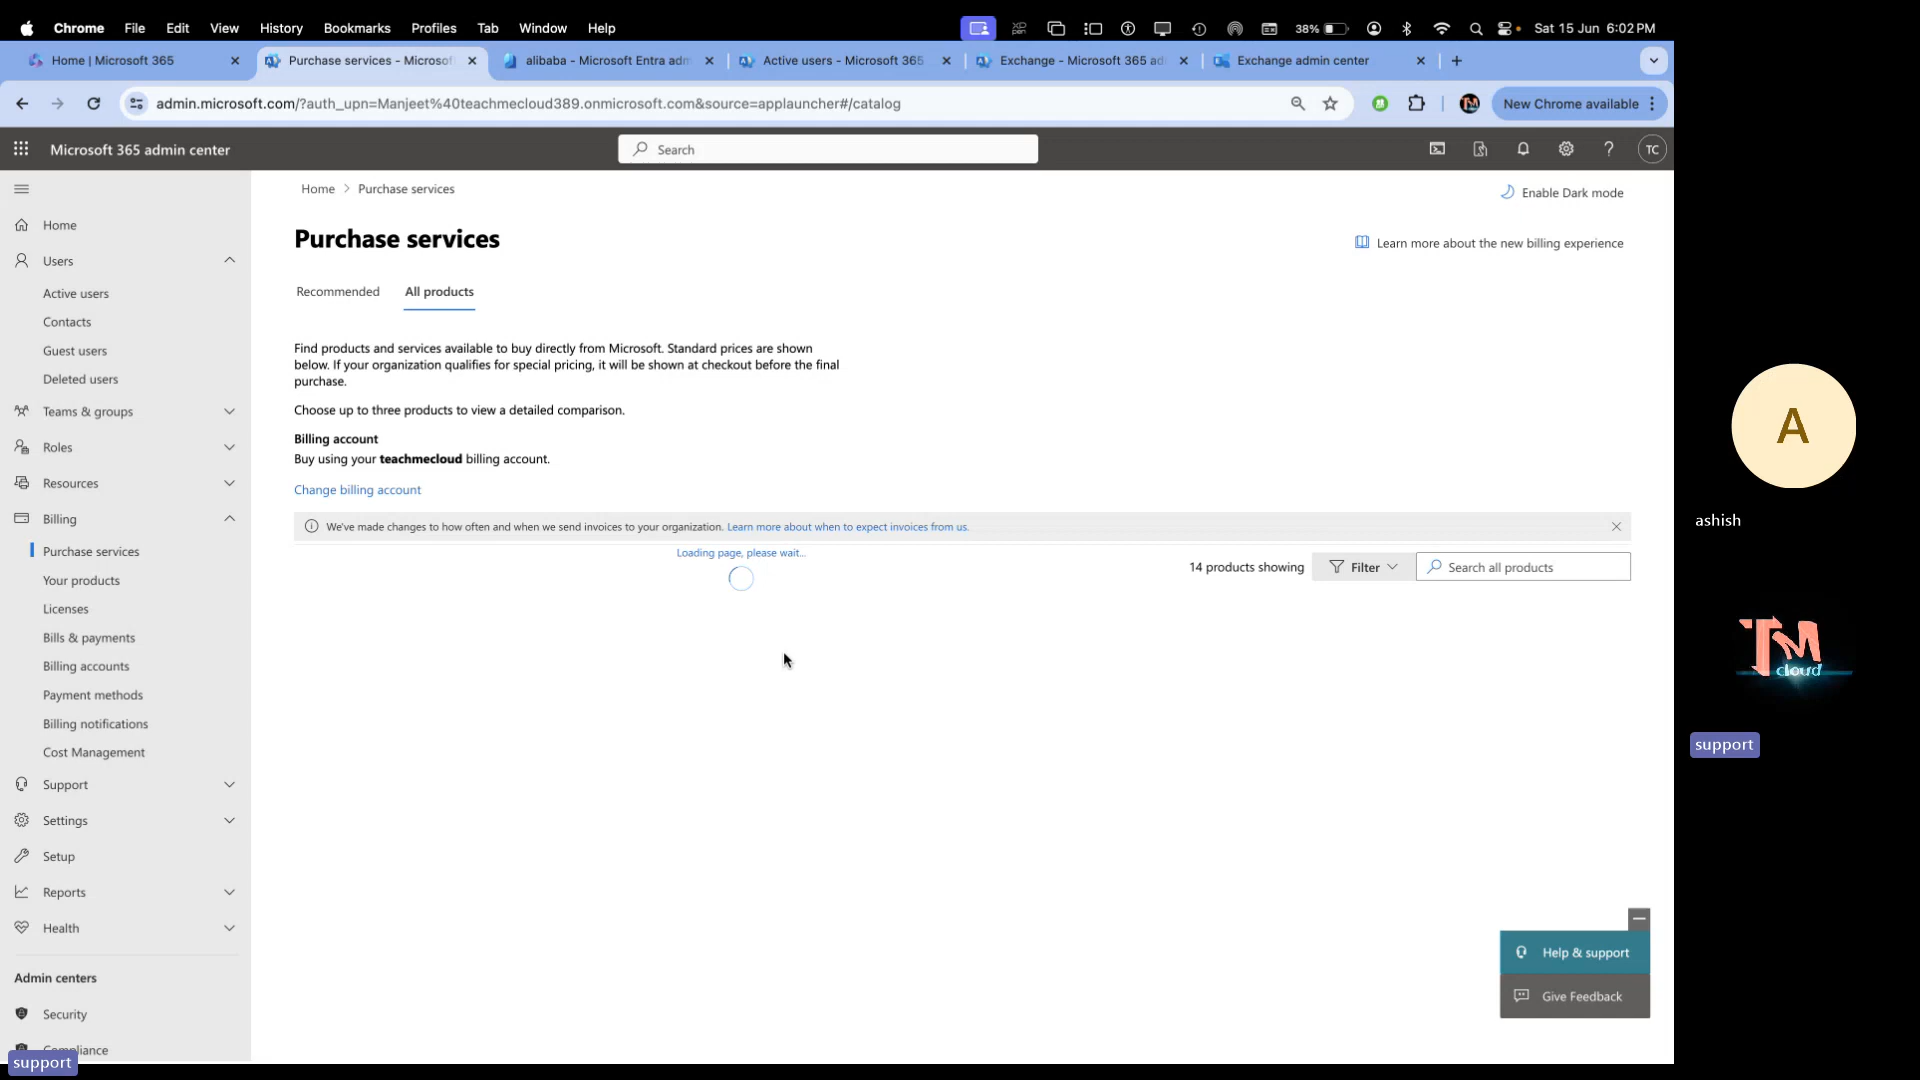 Chrome File Edit View History Bookmarks Profiles Tab Window Help
38% Sat 15 Jun 6:02 PM
Home | Microsoft 365
Purchase services - Microsof
alibaba - Microsoft Entra adm
Active users - Microsoft 365
Exchange - Microsoft 365 ad
Exchange admin center
admin.microsoft.com/?auth_upn=Manjeet%40teachmecloud389.onmicrosoft.com&source=applauncher#/catalog
New Chrome available
Microsoft 365 admin center
Search
TC
Home
Users
Active users
Contacts
Guest users
Deleted users
Teams & groups
Roles
Resources
Billing
Purchase services
Your products
Licenses
Bills & payments
Billing accounts
Payment methods
Billing notifications
Cost Management
Support
Settings
Setup
Reports
Health
Admin centers
Security
Compliance
support
Home > Purchase services
Enable Dark mode
Purchase services
Learn more about the new billing experience
Recommended All products
Find products and services available to buy directly from Microsoft. Standard prices are shown
below. If your organization qualifies for special pricing, it will be shown at checkout before the final
purchase.
Choose up to three products to view a detailed comparison.
Billing account
Buy using your teachmecloud billing account.
Change billing account
We've made changes to how often and when we send invoices to your organization. Learn more about when to expect invoices from us.
Loading page, please wait...
14 products showing
Filter
Search all products
Help & support
Give Feedback
A
ashish
TM
cloud
support